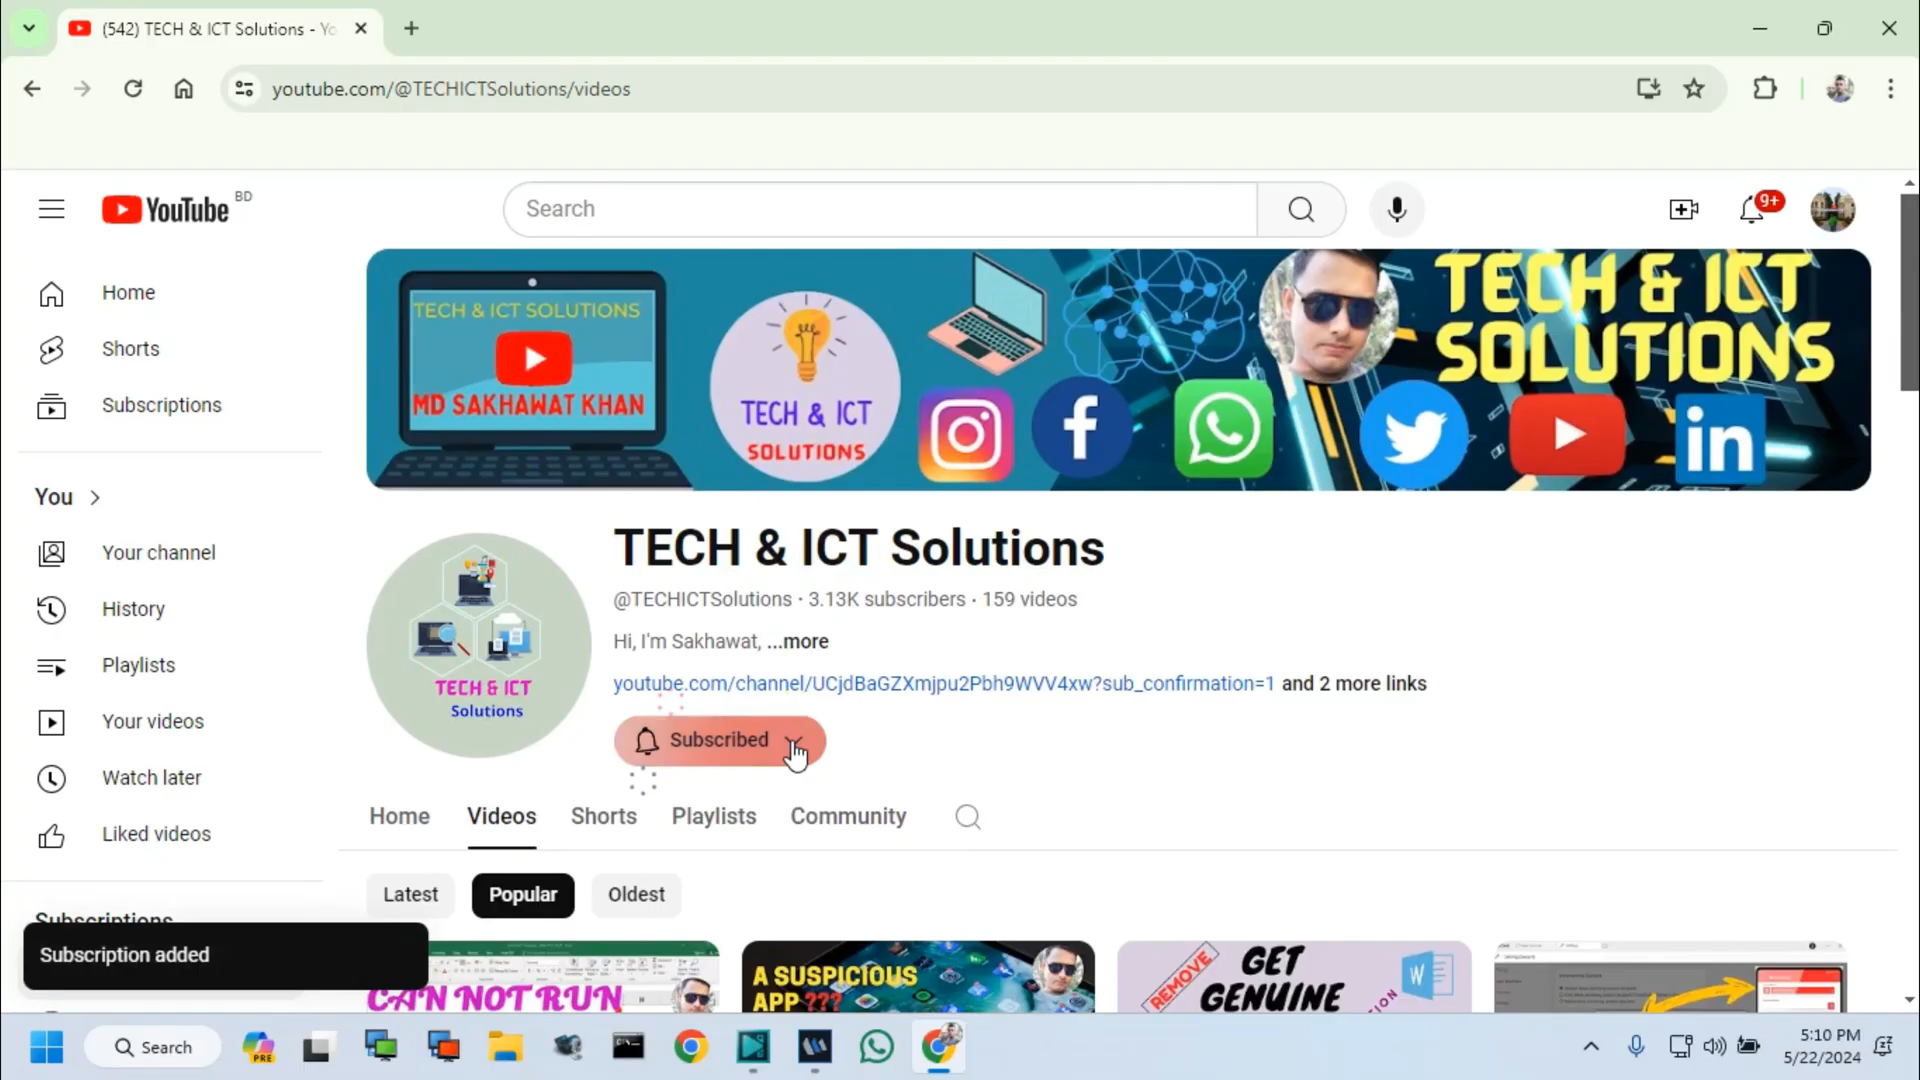 (542) TECH & ICT Solutions - Yo
youtube.com/@TECHICTSolutions/videos
YouTube BD
Search
9+
Home
Shorts
Subscriptions
You
Your channel
History
Playlists
Your videos
Watch later
Liked videos
Subscriptions
Subscription added
TECH & ICT SOLUTIONS
MD SAKHAWAT KHAN
TECH & ICT
SOLUTIONS
TECH & ICT
SOLUTIONS
in
TECH & ICT
Solutions
TECH & ICT Solutions
@TECHICTSolutions · 3.13K subscribers · 159 videos
Hi, I'm Sakhawat, ...more
youtube.com/channel/UCjdBaGZXmjpu2Pbh9WVV4xw?sub_confirmation=1 and 2 more links
Subscribed
Home Videos Shorts Playlists Community
Latest Popular Oldest
CAN NOT RUN
A SUSPICIOUS
APP ???
REMOVE
GET
GENUINE
W
Search
PRE
5:10 PM
5/22/2024